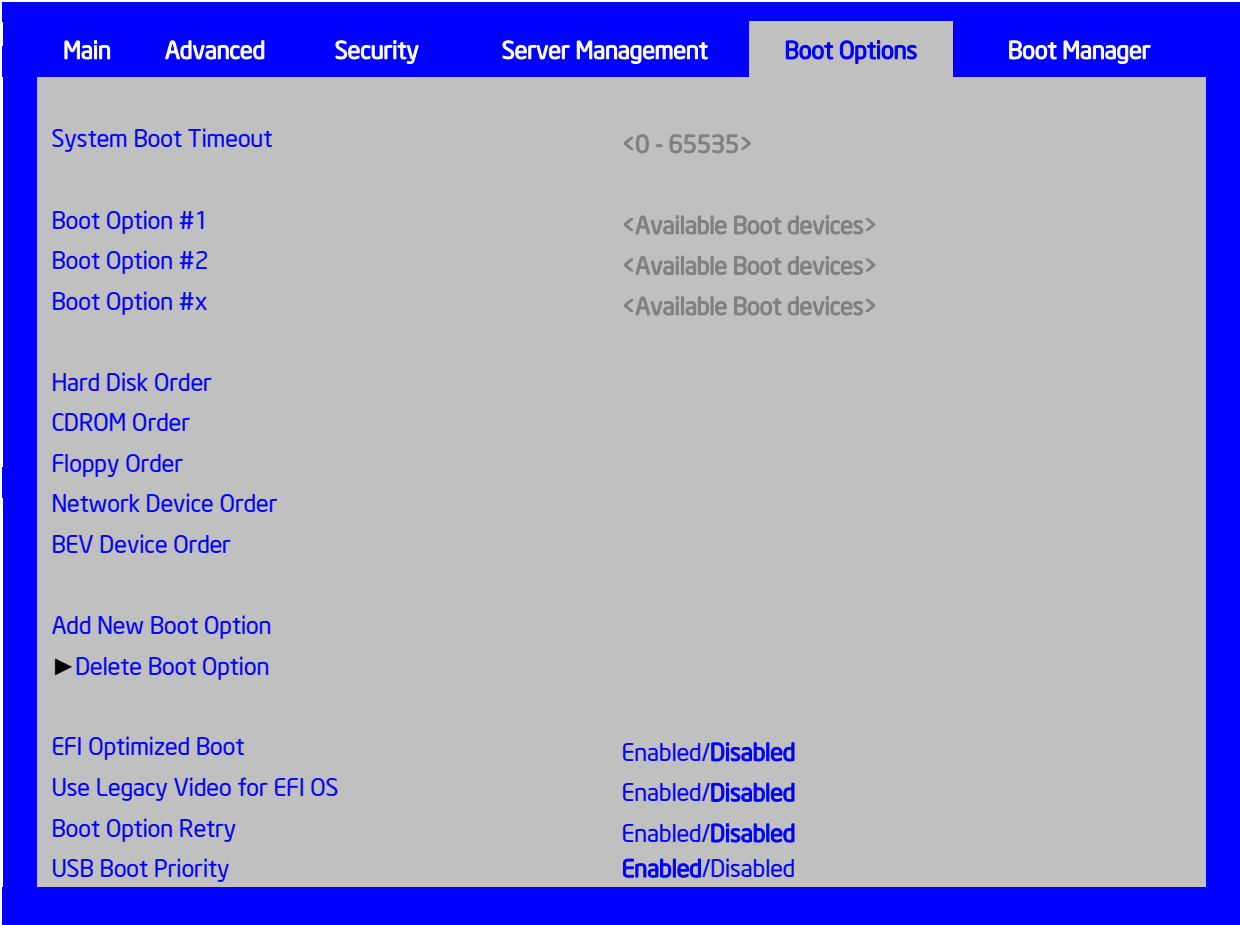 Main Advanced Security Server Management Boot Options Boot Manager
System Boot Timeout <0 - 65535>
Boot Option #1 <Available Boot devices>
Boot Option #2 <Available Boot devices>
Boot Option #x <Available Boot devices>
Hard Disk Order
CDROM Order
Floppy Order
Network Device Order
BEV Device Order
Add New Boot Option
►Delete Boot Option
EFI Optimized Boot Enabled/Disabled
Use Legacy Video for EFI OS Enabled/Disabled
Boot Option Retry Enabled/Disabled
USB Boot Priority Enabled/Disabled